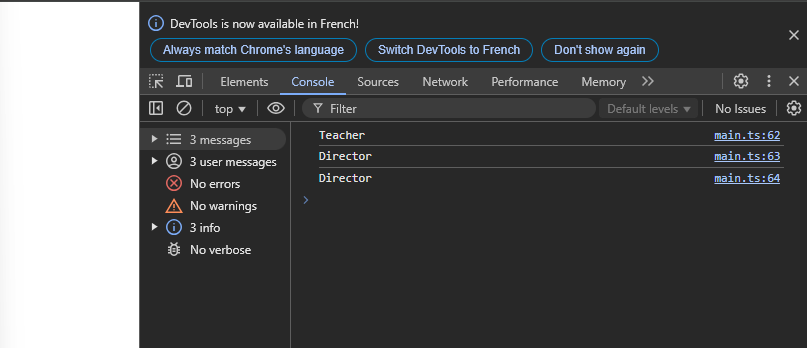 DevTools is now available in French!
Always match Chrome's language Switch DevTools to French Don't show again
Elements Console Sources Network Performance Memory
top Filter Default levels No Issues
3 messages
3 user messages
No errors
No warnings
3 info
No verbose
Teacher main.ts:62
Director main.ts:63
Director main.ts:64